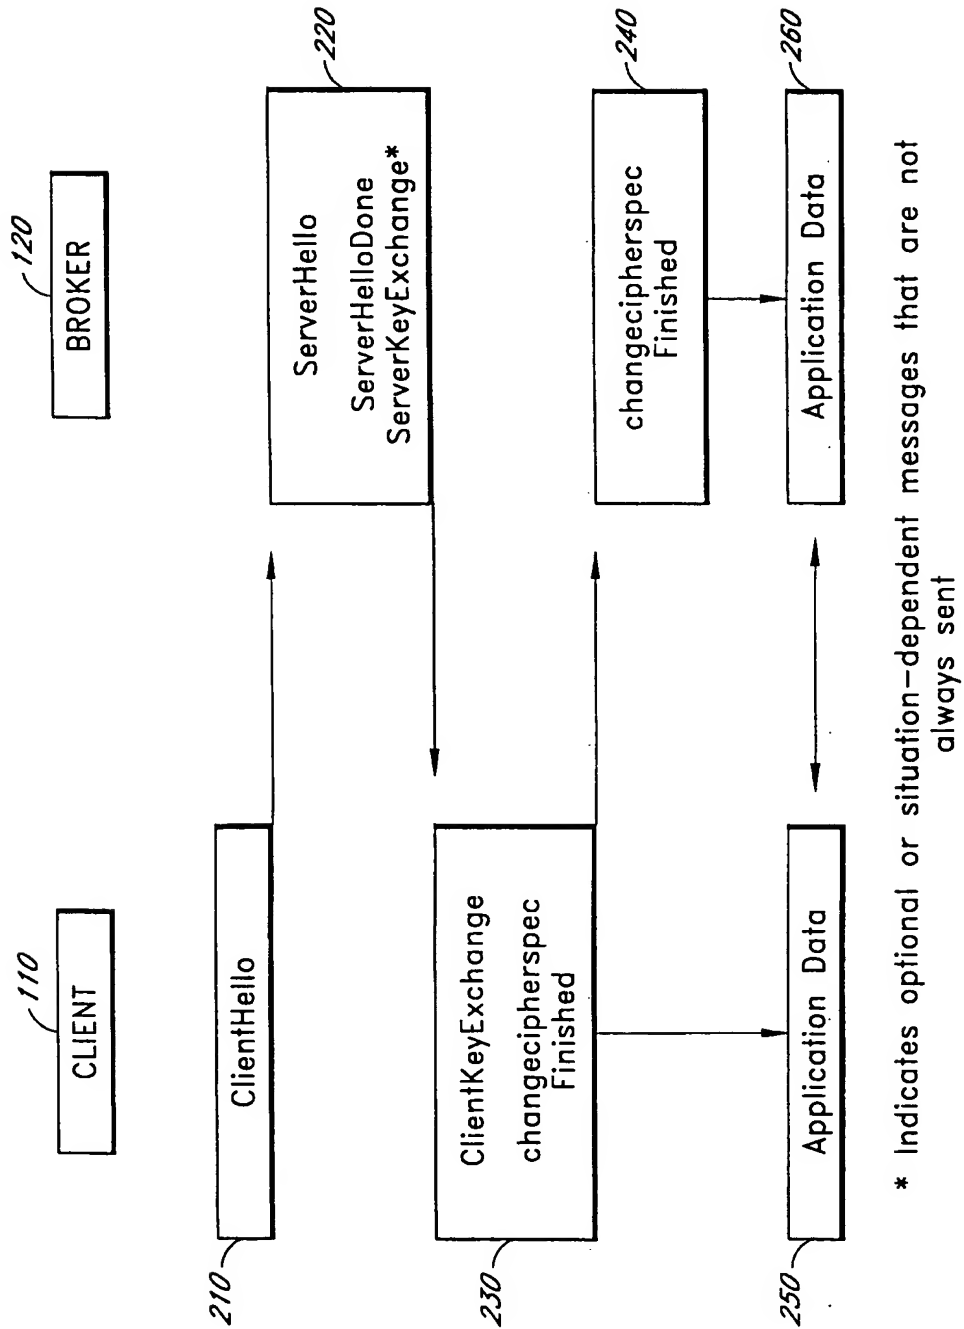 110
CLIENT
120
BROKER
210
ClientHello
220
ServerHello
ServerHelloDone
ServerKeyExchange*
230
ClientKeyExchange
changecipherspec
Finished
240
changecipherspec
Finished
250
Application Data
260
Application Data
* Indicates optional or situation-dependent messages that are not
always sent